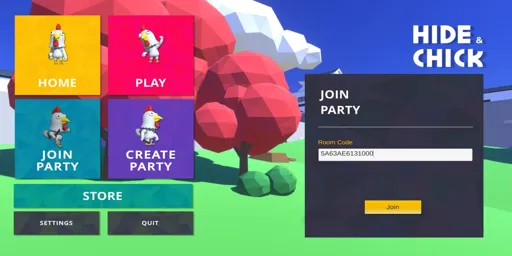 HIDE &
CHICK
HOME
PLAY
JOIN
PARTY
CREATE
PARTY
STORE
SETTINGS
QUIT
JOIN
PARTY
Room Code
5A63AE6131000
Join